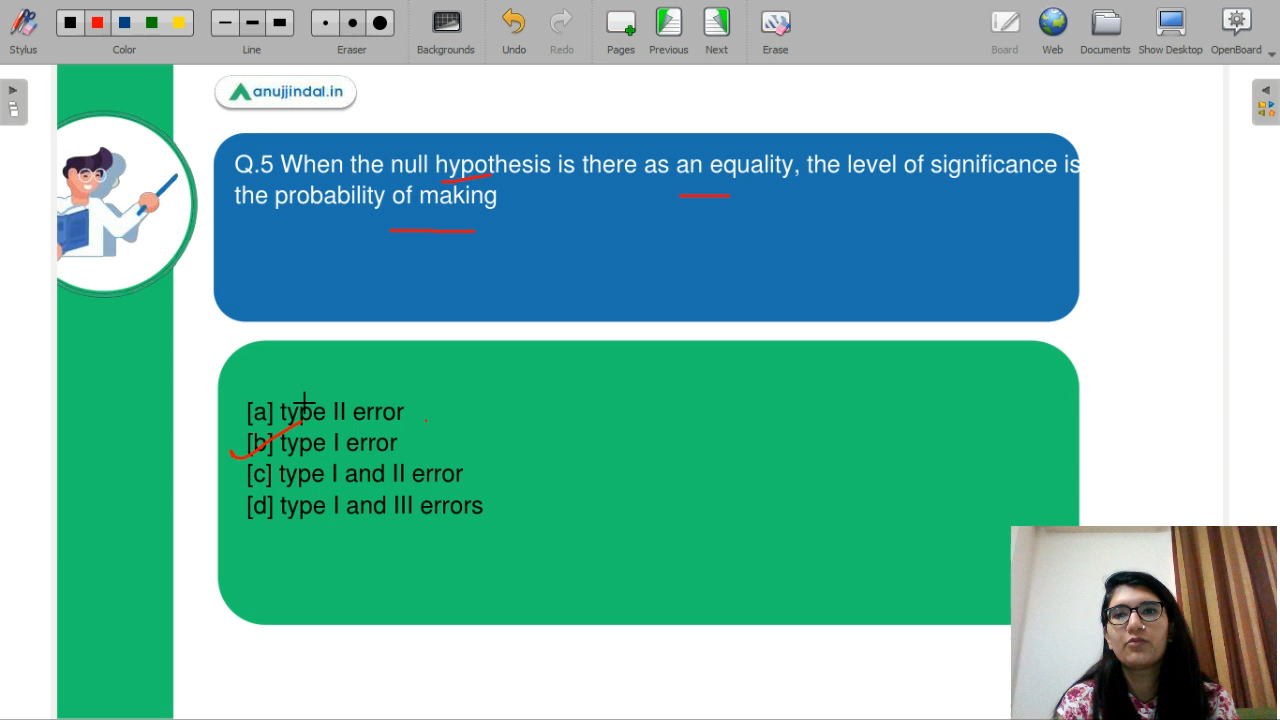 Stylus
Color
Line
Eraser
Backgrounds
Undo
Redo
Pages
Previous
Next
Erase
Board
Web
Documents
Show Desktop
OpenBoard
anujjindal.in
Q.5 When the null hypothesis is there as an equality, the level of significance is
the probability of making
[a] type II error
[b] type I error
[c] type I and II error
[d] type I and III errors